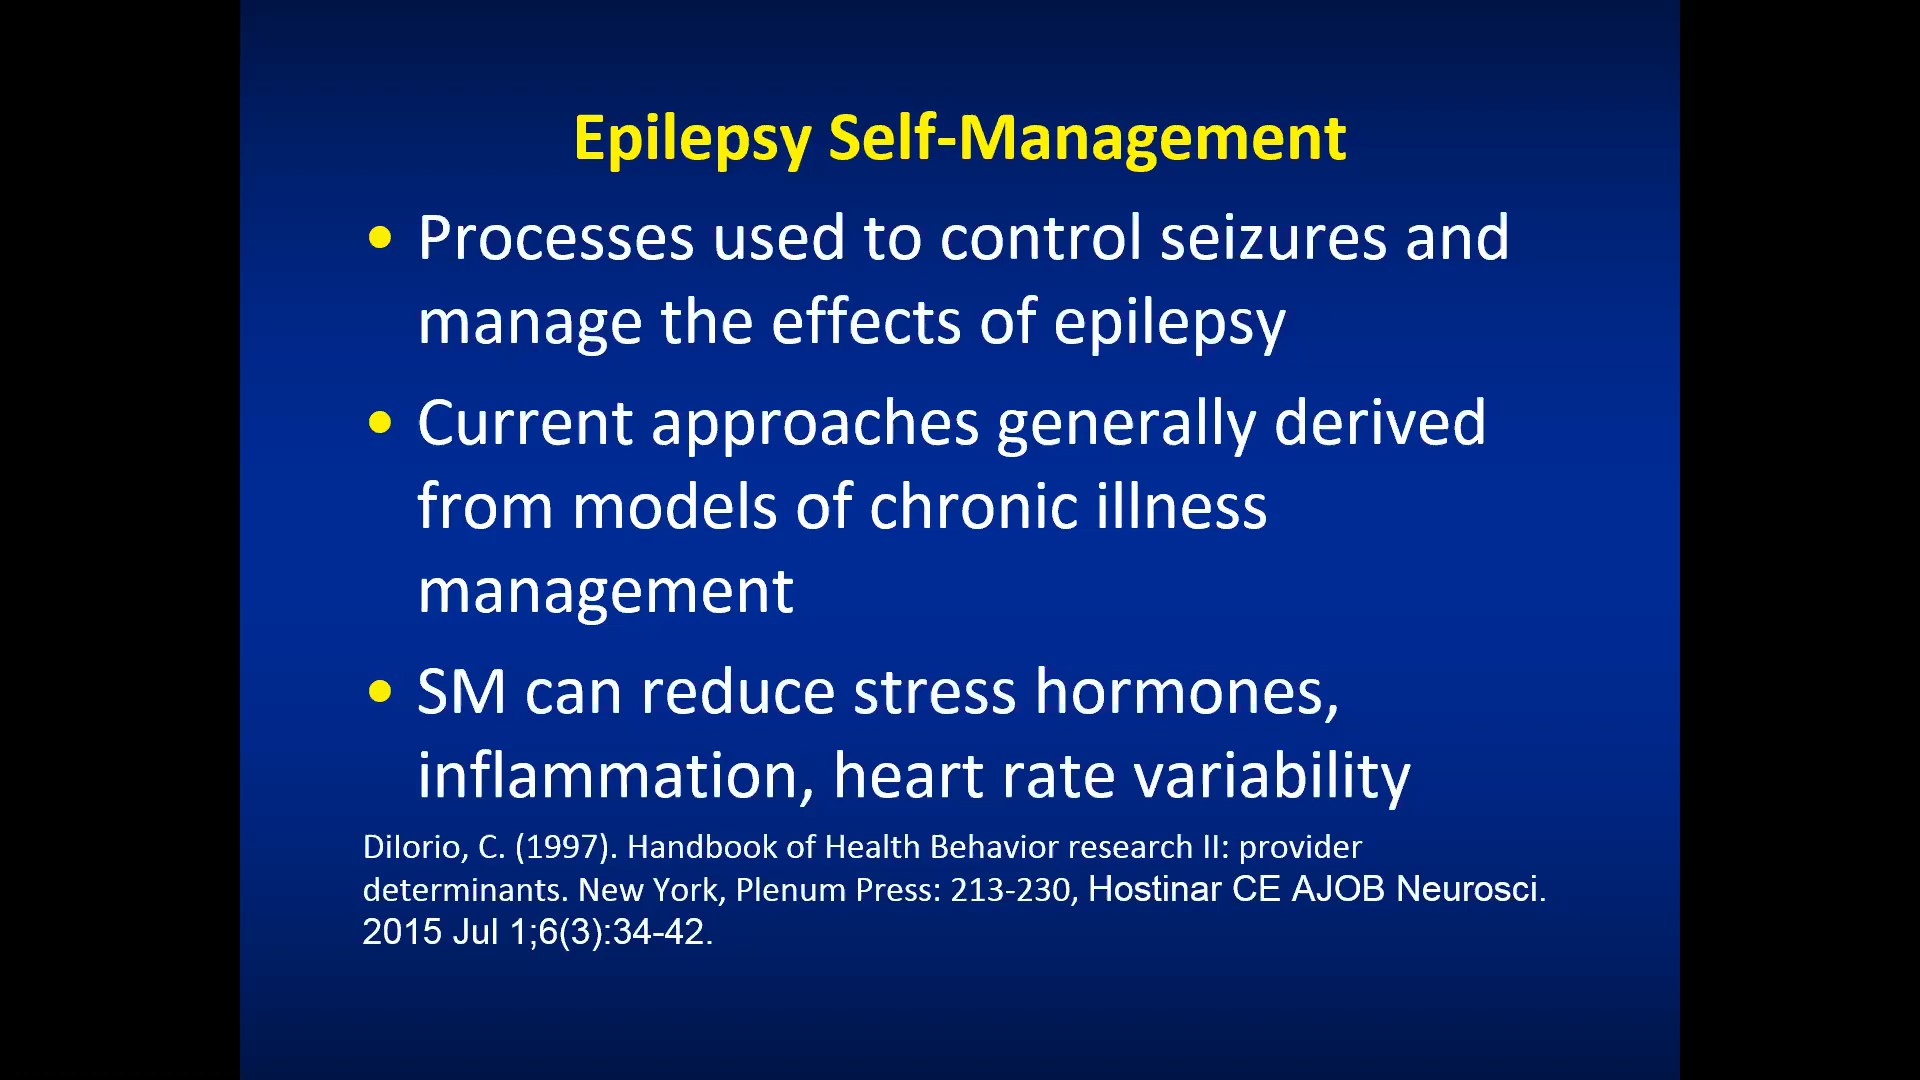 Epilepsy Self-Management
• Processes used to control seizures and
manage the effects of epilepsy
• Current approaches generally derived
from models of chronic illness
management
• SM can reduce stress hormones,
inflammation, heart rate variability
DiIorio, C. (1997). Handbook of Health Behavior research II: provider
determinants. New York, Plenum Press: 213-230, Hostinar CE AJOB Neurosci.
2015 Jul 1;6(3):34-42.